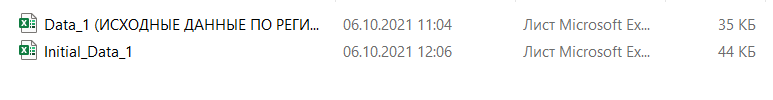 Data_1 (ИСХОДНЫЕ ДАННЫЕ ПО РЕГИ... 06.10.2021 11:04 Лист Microsoft Ex... 35 КБ
Initial_Data_1 06.10.2021 12:06 Лист Microsoft Ex... 44 КБ